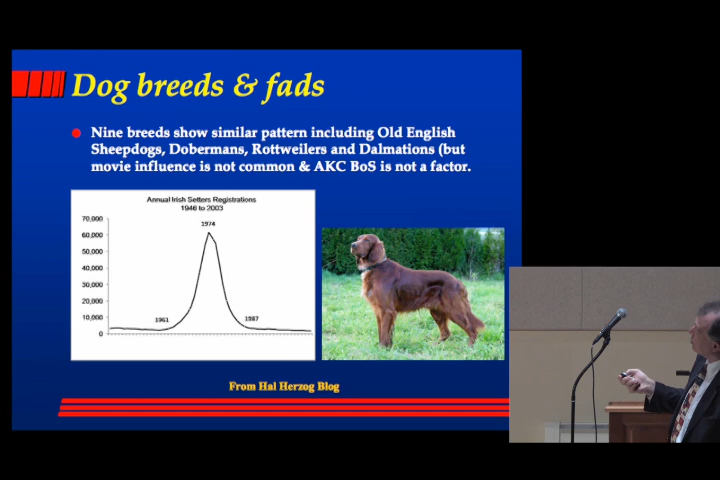 Dog breeds & fads
Nine breeds show similar pattern including Old English
Sheepdogs, Dobermans, Rottweilers and Dalmations (but
movie influence is not common & AKC BoS is not a factor.
Annual Irish Setters Registrations
1946 to 2003
70,000
60,000
50,000
40,000
30,000
20,000
10,000
0
1974
1961
1987
From Hal Herzog Blog